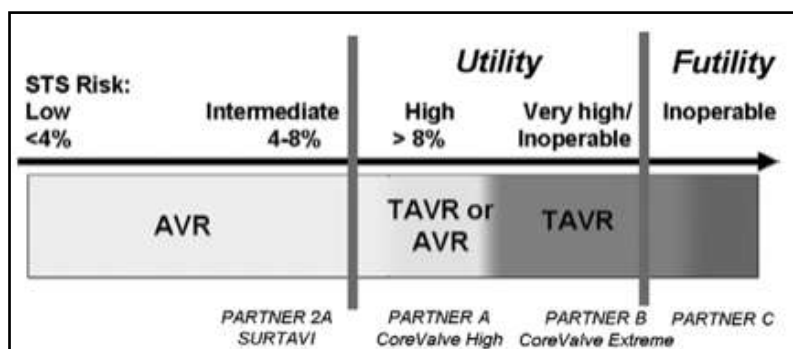 Utility
Futility
STS Risk:
Low
<4%
Intermediate
4-8%
High
> 8%
Very high/
Inoperable
Inoperable
AVR
TAVR or
AVR
TAVR
PARTNER 2A
SURTAVI
PARTNER A
CoreValve High
PARTNER B
CoreValve Extreme
PARTNER C